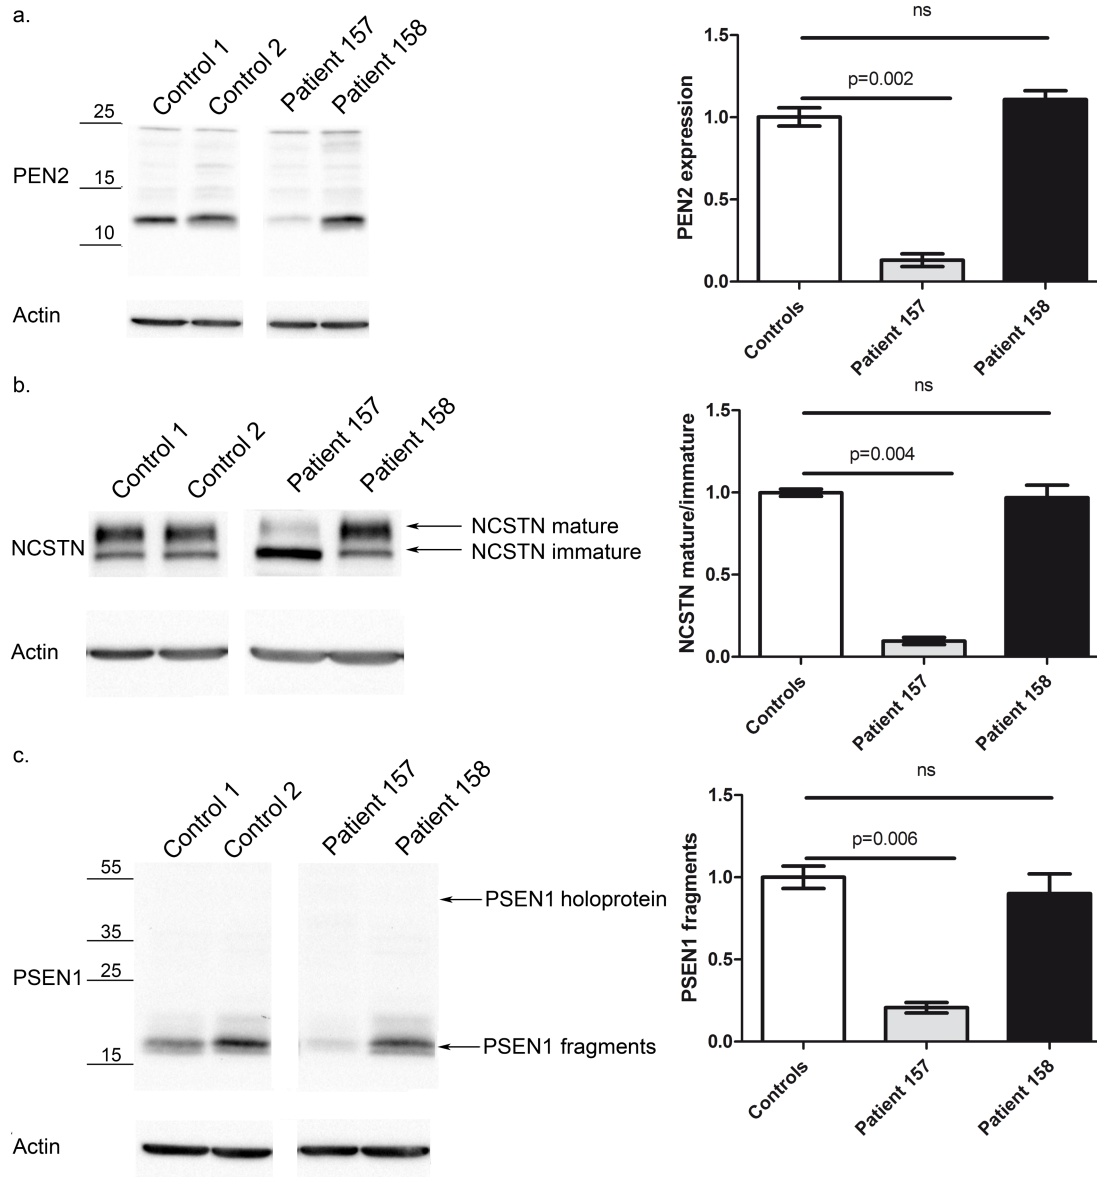 a.
Control 1
Control 2
Patient 157
Patient 158
25
PEN2
15
10
Actin
ns
p=0.002
1.5
1.0
0.5
0.0
PEN2 expression
Controls
Patient 157
Patient 158
b.
Control 1
Control 2
Patient 157
Patient 158
NCSTN
NCSTN mature
NCSTN immature
Actin
ns
p=0.004
1.5
1.0
0.5
0.0
NCSTN mature/immature
Controls
Patient 157
Patient 158
c.
Control 1
Control 2
Patient 157
Patient 158
55
PSEN1 holoprotein
35
PSEN1
25
PSEN1 fragments
15
Actin
ns
p=0.006
1.5
1.0
0.5
0.0
PSEN1 fragments
Controls
Patient 157
Patient 158